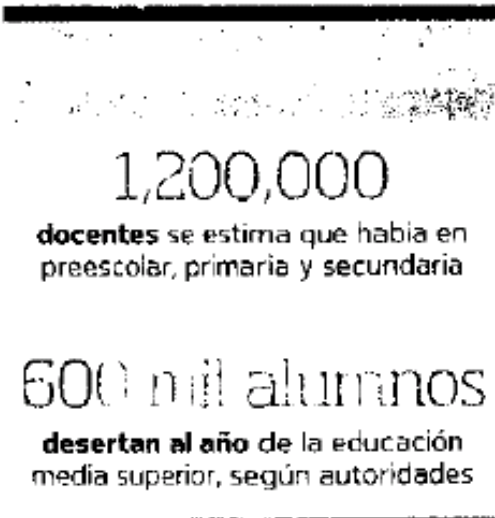 1,200,000
docentes se estima que habia en
preescolar, primaria y secundaria
600 mil alumnos
desertan al año de la educación
media superior, según autoridades